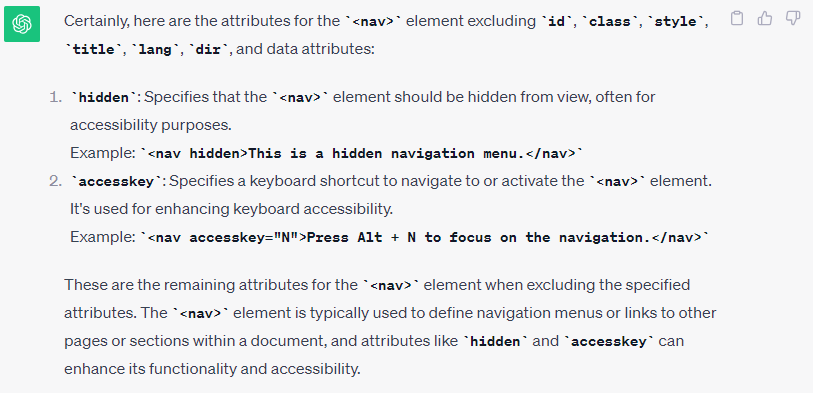 Certainly, here are the attributes for the `<nav>` element excluding `id`, `class`, `style`,
`title`, `lang`, `dir`, and data attributes:
1. `hidden`: Specifies that the `<nav>` element should be hidden from view, often for
accessibility purposes.
Example: `<nav hidden>This is a hidden navigation menu.</nav>`
2. `accesskey`: Specifies a keyboard shortcut to navigate to or activate the `<nav>` element.
It's used for enhancing keyboard accessibility.
Example: `<nav accesskey="N">Press Alt + N to focus on the navigation.</nav>`
These are the remaining attributes for the `<nav>` element when excluding the specified
attributes. The `<nav>` element is typically used to define navigation menus or links to other
pages or sections within a document, and attributes like `hidden` and `accesskey` can
enhance its functionality and accessibility.